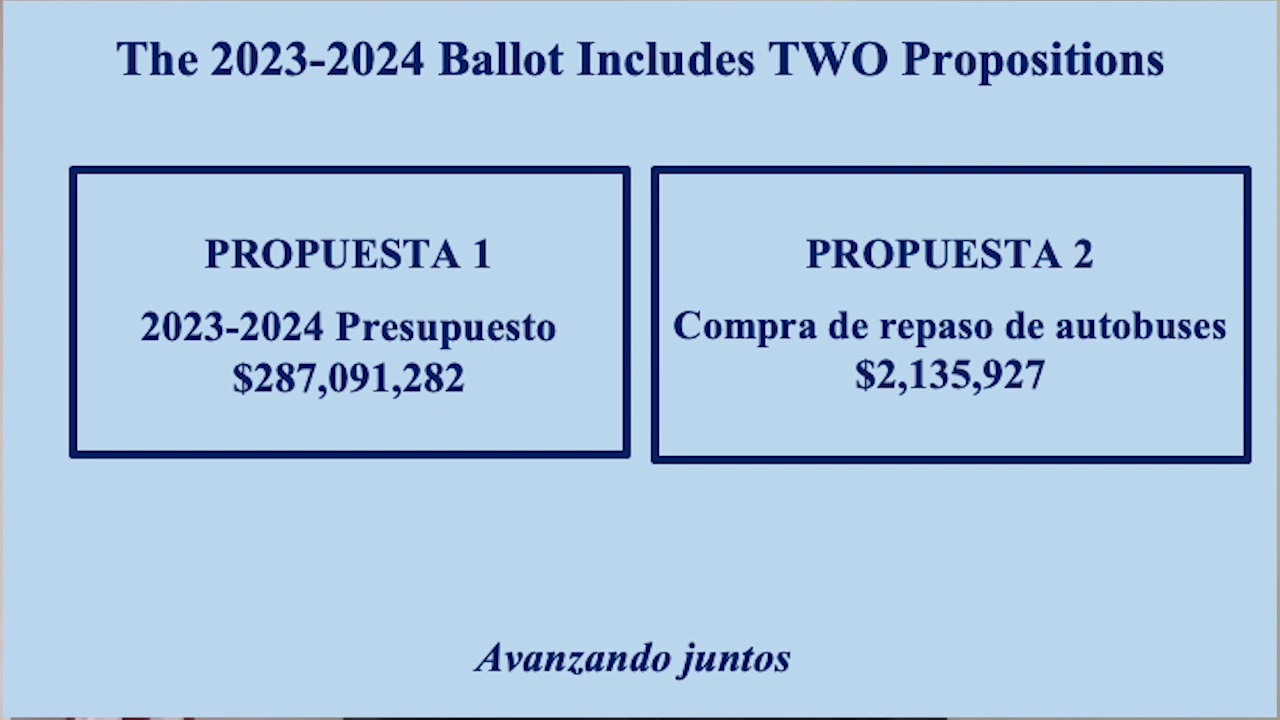 The 2023-2024 Ballot Includes TWO Propositions
PROPUESTA 1
2023-2024 Presupuesto
$287,091,282
PROPUESTA 2
Compra de repaso de autobuses
$2,135,927
Avanzando juntos